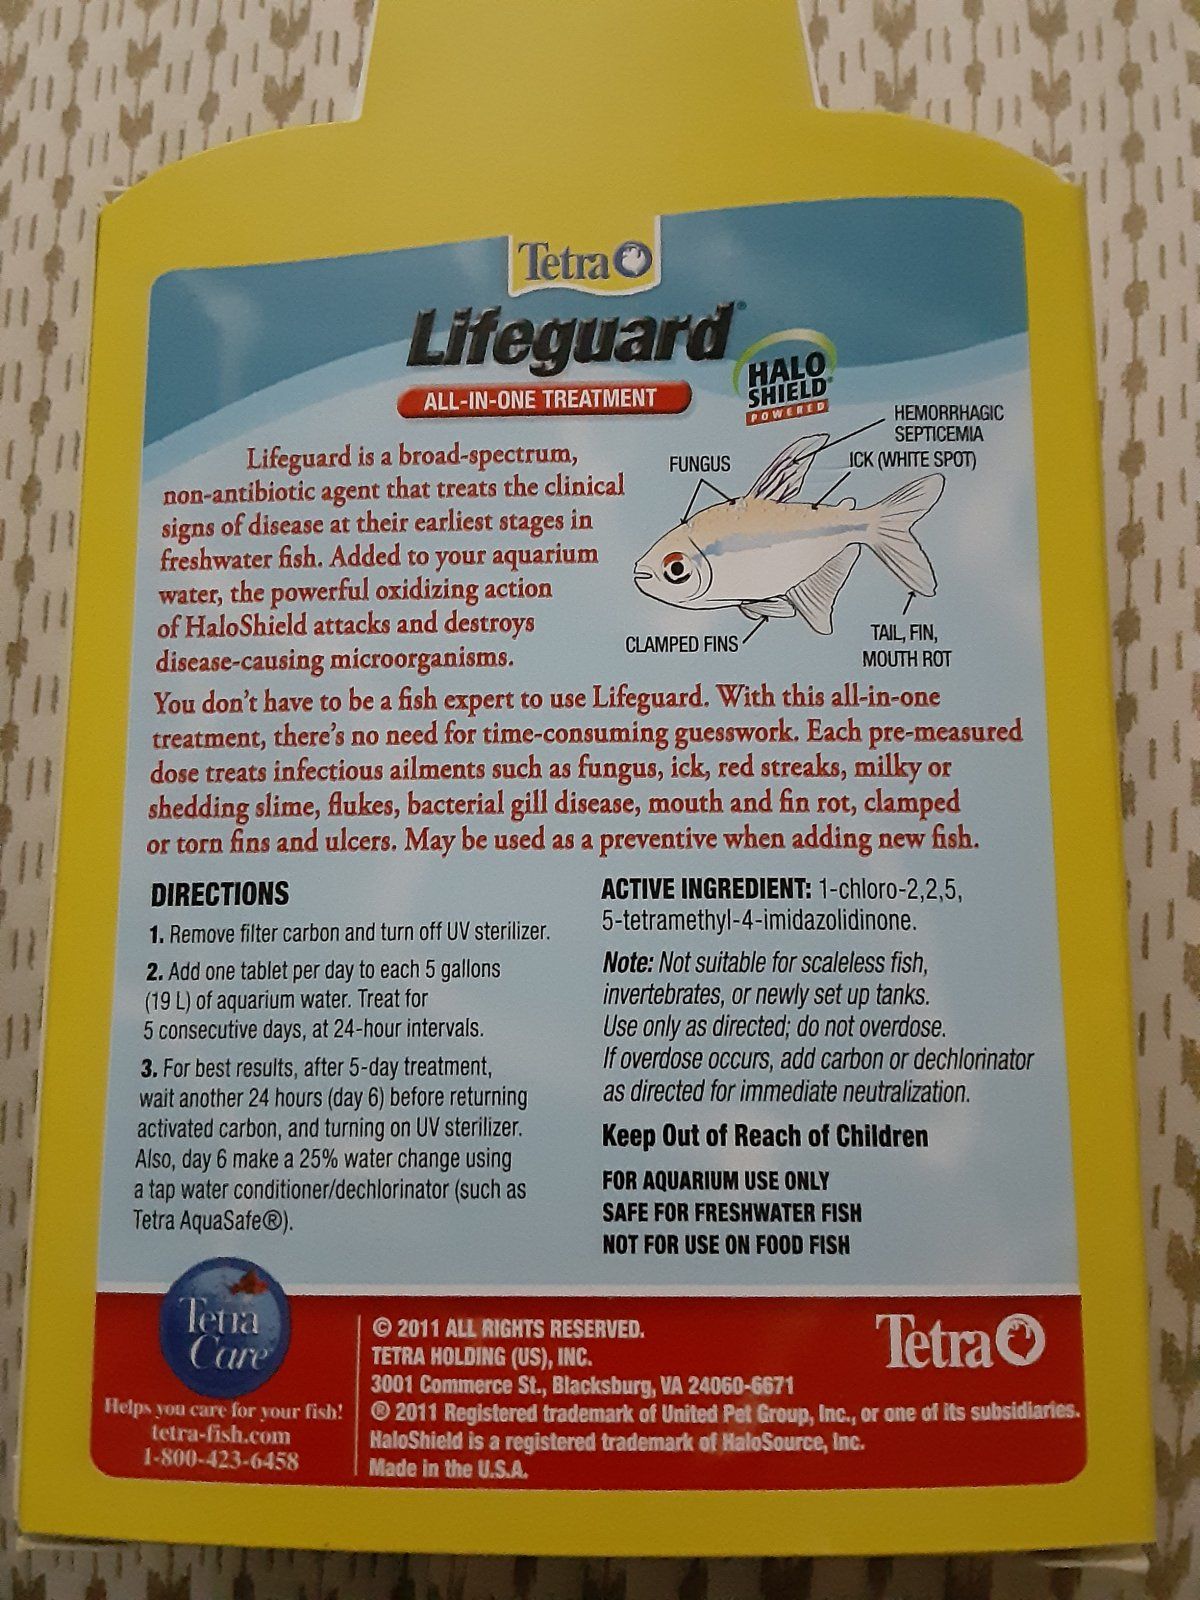 Tetra
Lifeguard®
ALL-IN-ONE TREATMENT
HALO
SHIELD®
POWERED
Lifeguard is a broad-spectrum,
non-antibiotic agent that treats the clinical
signs of disease at their earliest stages in
freshwater fish. Added to your aquarium
water, the powerful oxidizing action
of HaloShield attacks and destroys
disease-causing microorganisms.
HEMORRHAGIC
SEPTICEMIA
FUNGUS
ICK (WHITE SPOT)
CLAMPED FINS
TAIL, FIN,
MOUTH ROT
You don't have to be a fish expert to use Lifeguard. With this all-in-one
treatment, there's no need for time-consuming guesswork. Each pre-measured
dose treats infectious ailments such as fungus, ick, red streaks, milky or
shedding slime, flukes, bacterial gill disease, mouth and fin rot, clamped
or torn fins and ulcers. May be used as a preventive when adding new fish.
DIRECTIONS
1. Remove filter carbon and turn off UV sterilizer.
2. Add one tablet per day to each 5 gallons
(19 L) of aquarium water. Treat for
5 consecutive days, at 24-hour intervals.
3. For best results, after 5-day treatment,
wait another 24 hours (day 6) before returning
activated carbon, and turning on UV sterilizer.
Also, day 6 make a 25% water change using
a tap water conditioner/dechlorinator (such as
Tetra AquaSafe®).
ACTIVE INGREDIENT: 1-chloro-2,2,5,
5-tetramethyl-4-imidazolidinone.
Note: Not suitable for scaleless fish,
invertebrates, or newly set up tanks.
Use only as directed; do not overdose.
If overdose occurs, add carbon or dechlorinator
as directed for immediate neutralization.
Keep Out of Reach of Children
FOR AQUARIUM USE ONLY
SAFE FOR FRESHWATER FISH
NOT FOR USE ON FOOD FISH
Tetra
Care
Helps you care for your fish!
tetra-fish.com
1-800-423-6458
© 2011 ALL RIGHTS RESERVED.
TETRA HOLDING (US), INC.
3001 Commerce St., Blacksburg, VA 24060-6671
® 2011 Registered trademark of United Pet Group, Inc., or one of its subsidiaries.
HaloShield is a registered trademark of HaloSource, Inc.
Made in the U.S.A.
Tetra